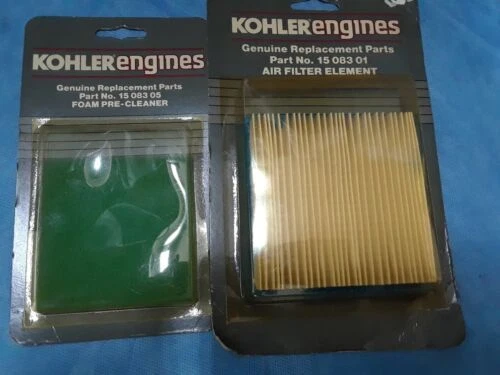 KOHLERengines
Genuine Replacement Parts
Part No. 15 083 05
FOAM PRE-CLEANER
KOHLERengines
Genuine Replacement Parts
Part No. 15 083 01
AIR FILTER ELEMENT